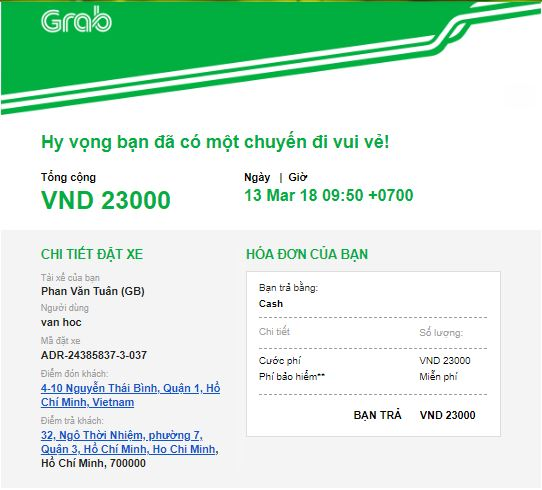 Grab
Hy vọng bạn đã có một chuyến đi vui vẻ!
Tổng cộng
VND 23000
Ngày | Giờ
13 Mar 18 09:50 +0700
CHI TIẾT ĐẶT XE
Tài xế của bạn
Phan Văn Tuân (GB)
Người dùng
van hoc
Mã đặt xe
ADR-24385837-3-037
Điểm đón khách:
4-10 Nguyễn Thái Bình, Quận 1, Hồ
Chí Minh, Vietnam
Điểm trả khách:
32, Ngô Thời Nhiệm, phường 7,
Quận 3, Hồ Chí Minh, Ho Chi Minh,
Hồ Chí Minh, 700000
HÓA ĐƠN CỦA BẠN
Bạn trả bằng:
Cash
Chi tiết Số lượng:
Cước phí VND 23000
Phí bảo hiểm** Miễn phí
BẠN TRẢ VND 23000